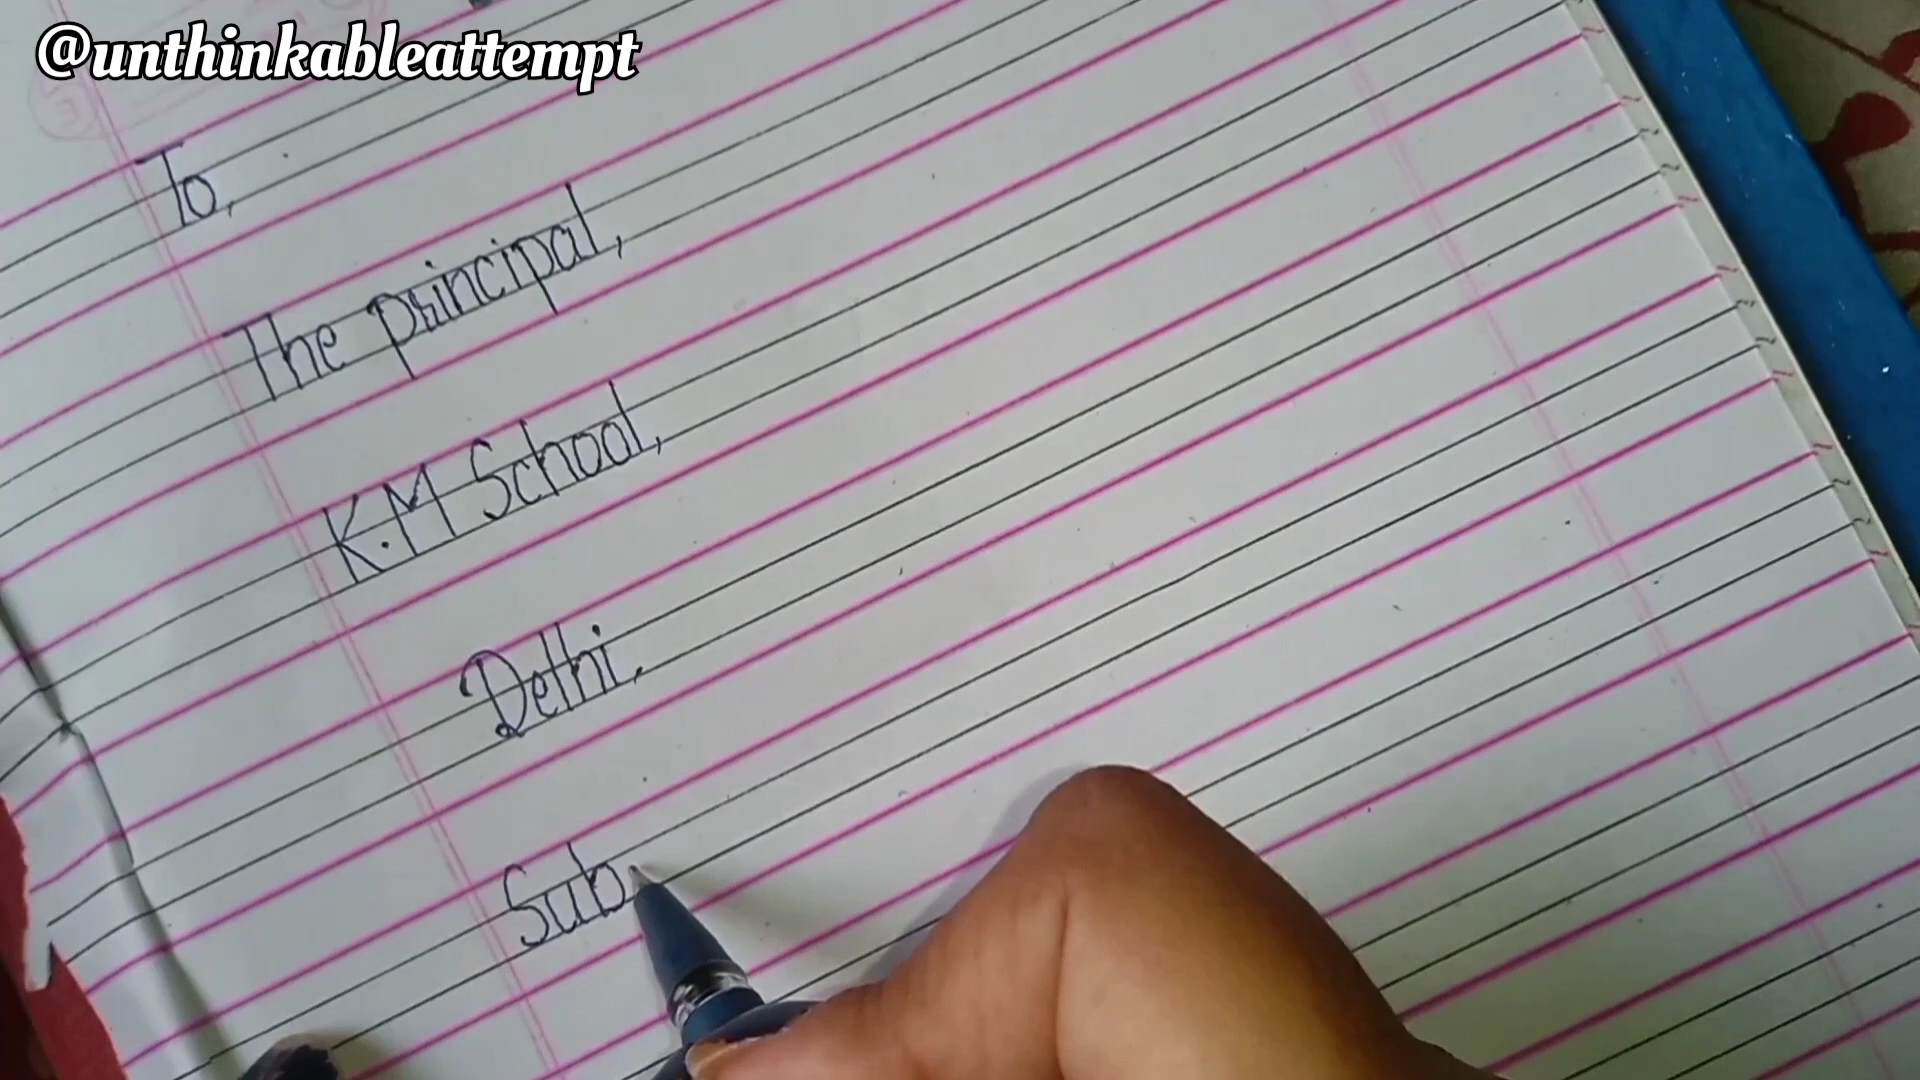 @unthinkableattempt
To,
The principal,
K.M School,
Delhi.
Sub